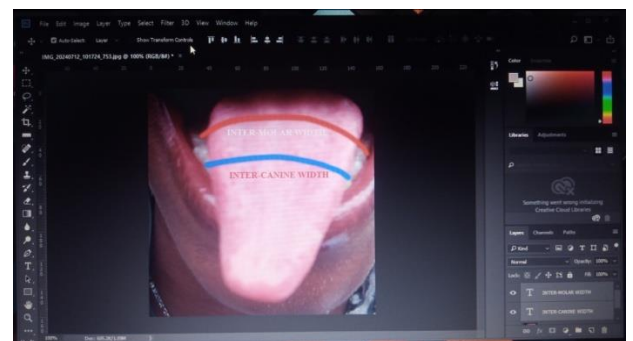 File Edit Image Layer Type Select Filter 3D View Window Help
Auto-Select: Layer Show Transform Controls
IMG_20240712_101724_753.jpg @ 100% (RGB/8#) *
INTER-MOLAR WIDTH
INTER-CANINE WIDTH
Color
Libraries Adjustments
Something went wrong initializing
Creative Cloud Libraries
Layers Channels Paths
Kind
Normal Opacity: 100%
Lock: Fill: 100%
T INTER-MOLAR WIDTH
T INTER-CANINE WIDTH
100%